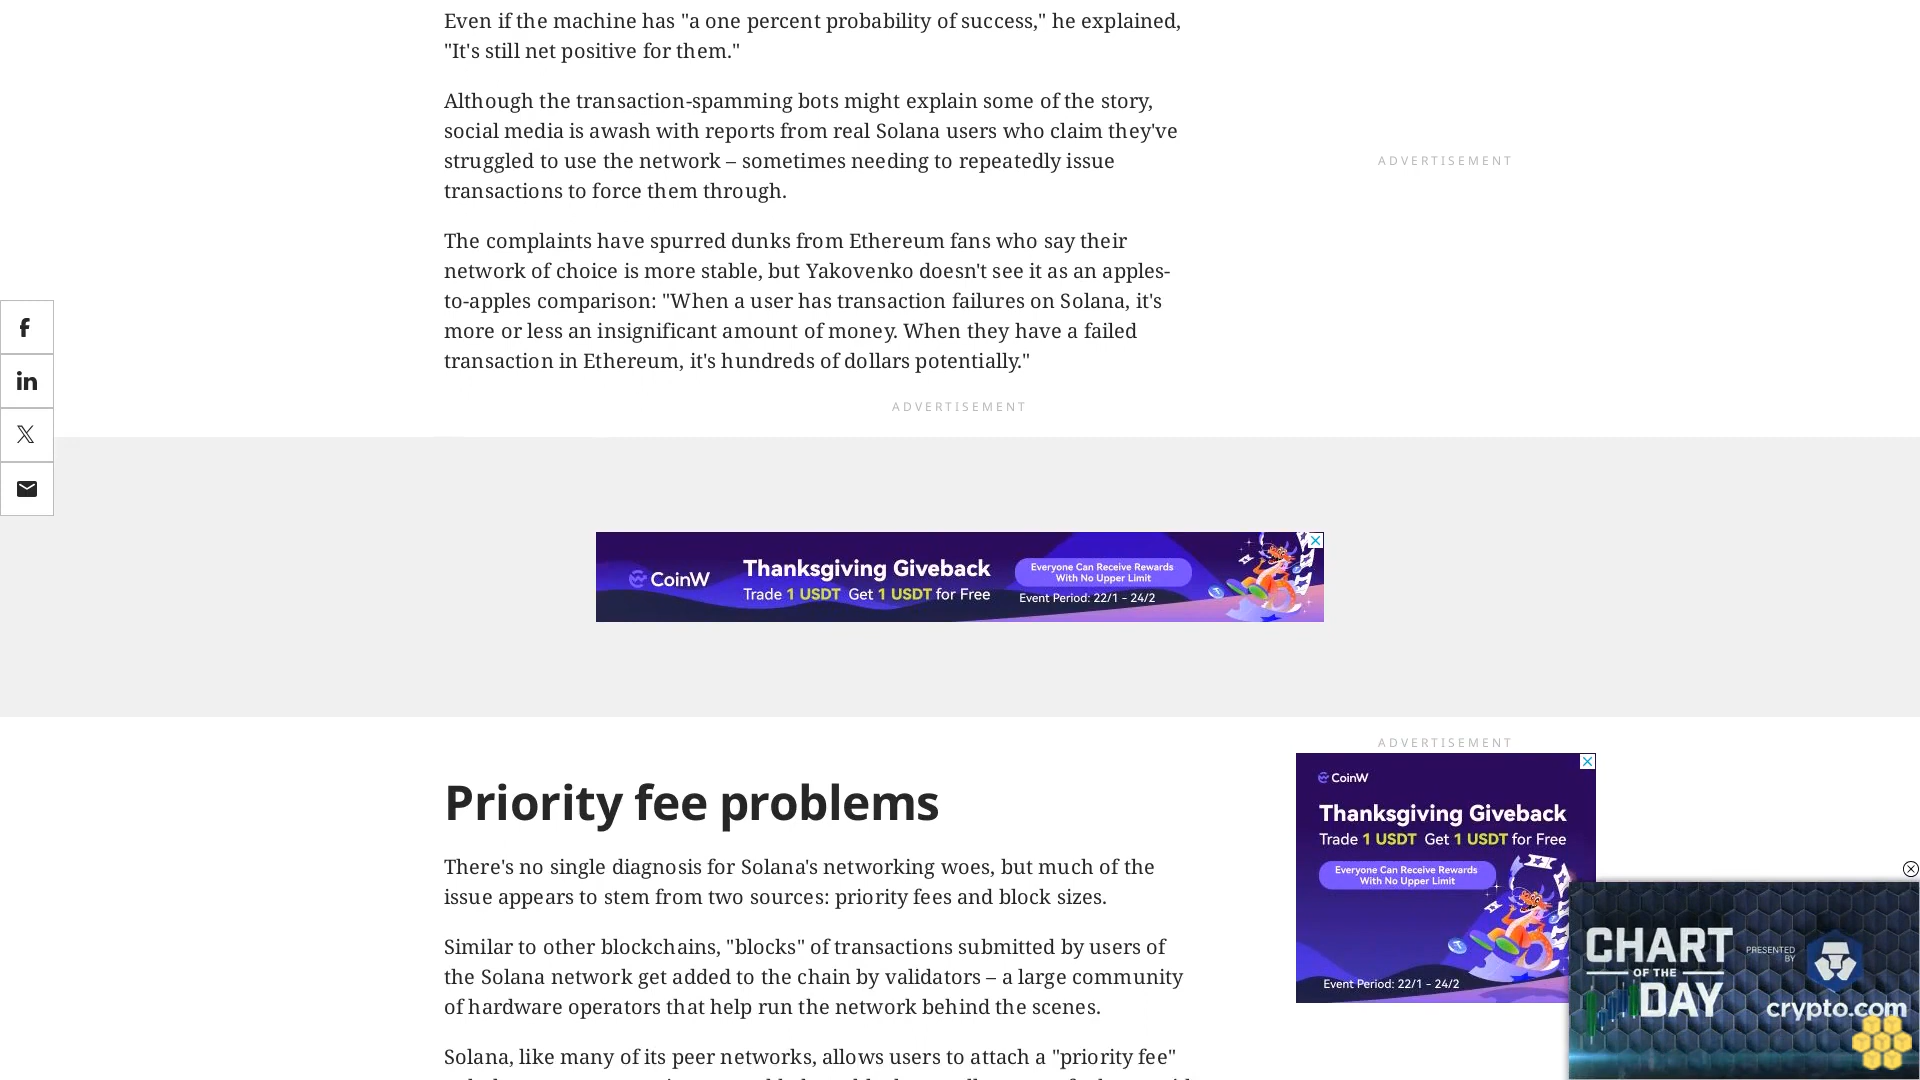 Even if the machine has "a one percent probability of success," he explained,
"It's still net positive for them."
Although the transaction-spamming bots might explain some of the story,
social media is awash with reports from real Solana users who claim they've
struggled to use the network – sometimes needing to repeatedly issue
transactions to force them through.
ADVERTISEMENT
The complaints have spurred dunks from Ethereum fans who say their
network of choice is more stable, but Yakovenko doesn't see it as an apples-
to-apples comparison: "When a user has transaction failures on Solana, it's
more or less an insignificant amount of money. When they have a failed
transaction in Ethereum, it's hundreds of dollars potentially."
ADVERTISEMENT
CoinW
Thanksgiving Giveback
Trade 1 USDT Get 1 USDT for Free
Everyone Can Receive Rewards
With No Upper Limit
Event Period: 22/1 - 24/2
Priority fee problems
There's no single diagnosis for Solana's networking woes, but much of the
issue appears to stem from two sources: priority fees and block sizes.
Similar to other blockchains, "blocks" of transactions submitted by users of
the Solana network get added to the chain by validators – a large community
of hardware operators that help run the network behind the scenes.
Solana, like many of its peer networks, allows users to attach a "priority fee"
ADVERTISEMENT
CoinW
Thanksgiving Giveback
Trade 1 USDT Get 1 USDT for Free
Everyone Can Receive Rewards
With No Upper Limit
Event Period: 22/1 - 24/2
CHART
OF THE
DAY
PRESENTED
BY
crypto.com